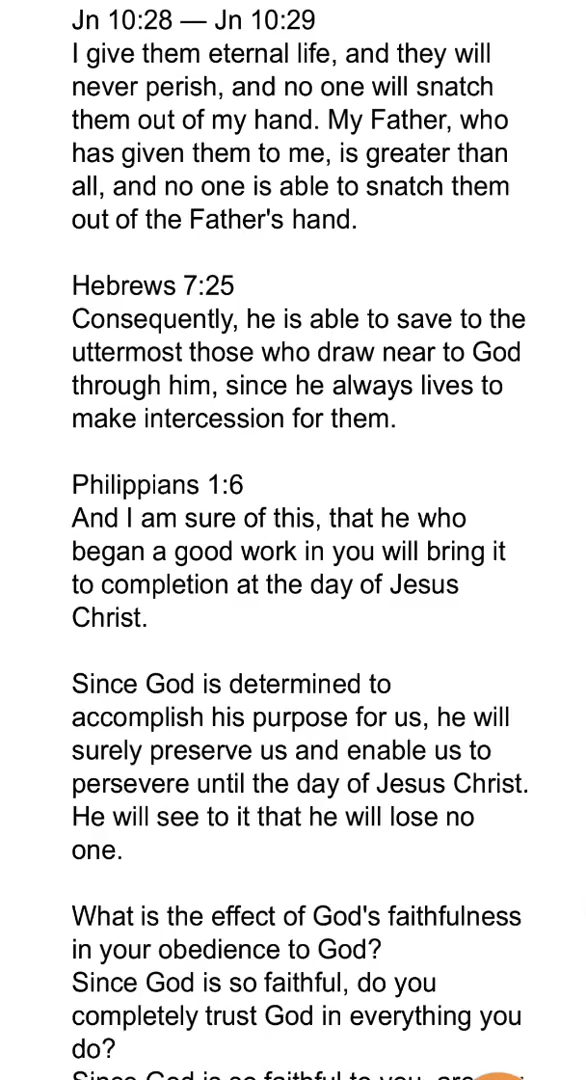 Jn 10:28 — Jn 10:29
I give them eternal life, and they will
never perish, and no one will snatch
them out of my hand. My Father, who
has given them to me, is greater than
all, and no one is able to snatch them
out of the Father's hand.
Hebrews 7:25
Consequently, he is able to save to the
uttermost those who draw near to God
through him, since he always lives to
make intercession for them.
Philippians 1:6
And I am sure of this, that he who
began a good work in you will bring it
to completion at the day of Jesus
Christ.
Since God is determined to
accomplish his purpose for us, he will
surely preserve us and enable us to
persevere until the day of Jesus Christ.
He will see to it that he will lose no
one.
What is the effect of God's faithfulness
in your obedience to God?
Since God is so faithful, do you
completely trust God in everything you
do?
Since God is so faithful to you, are